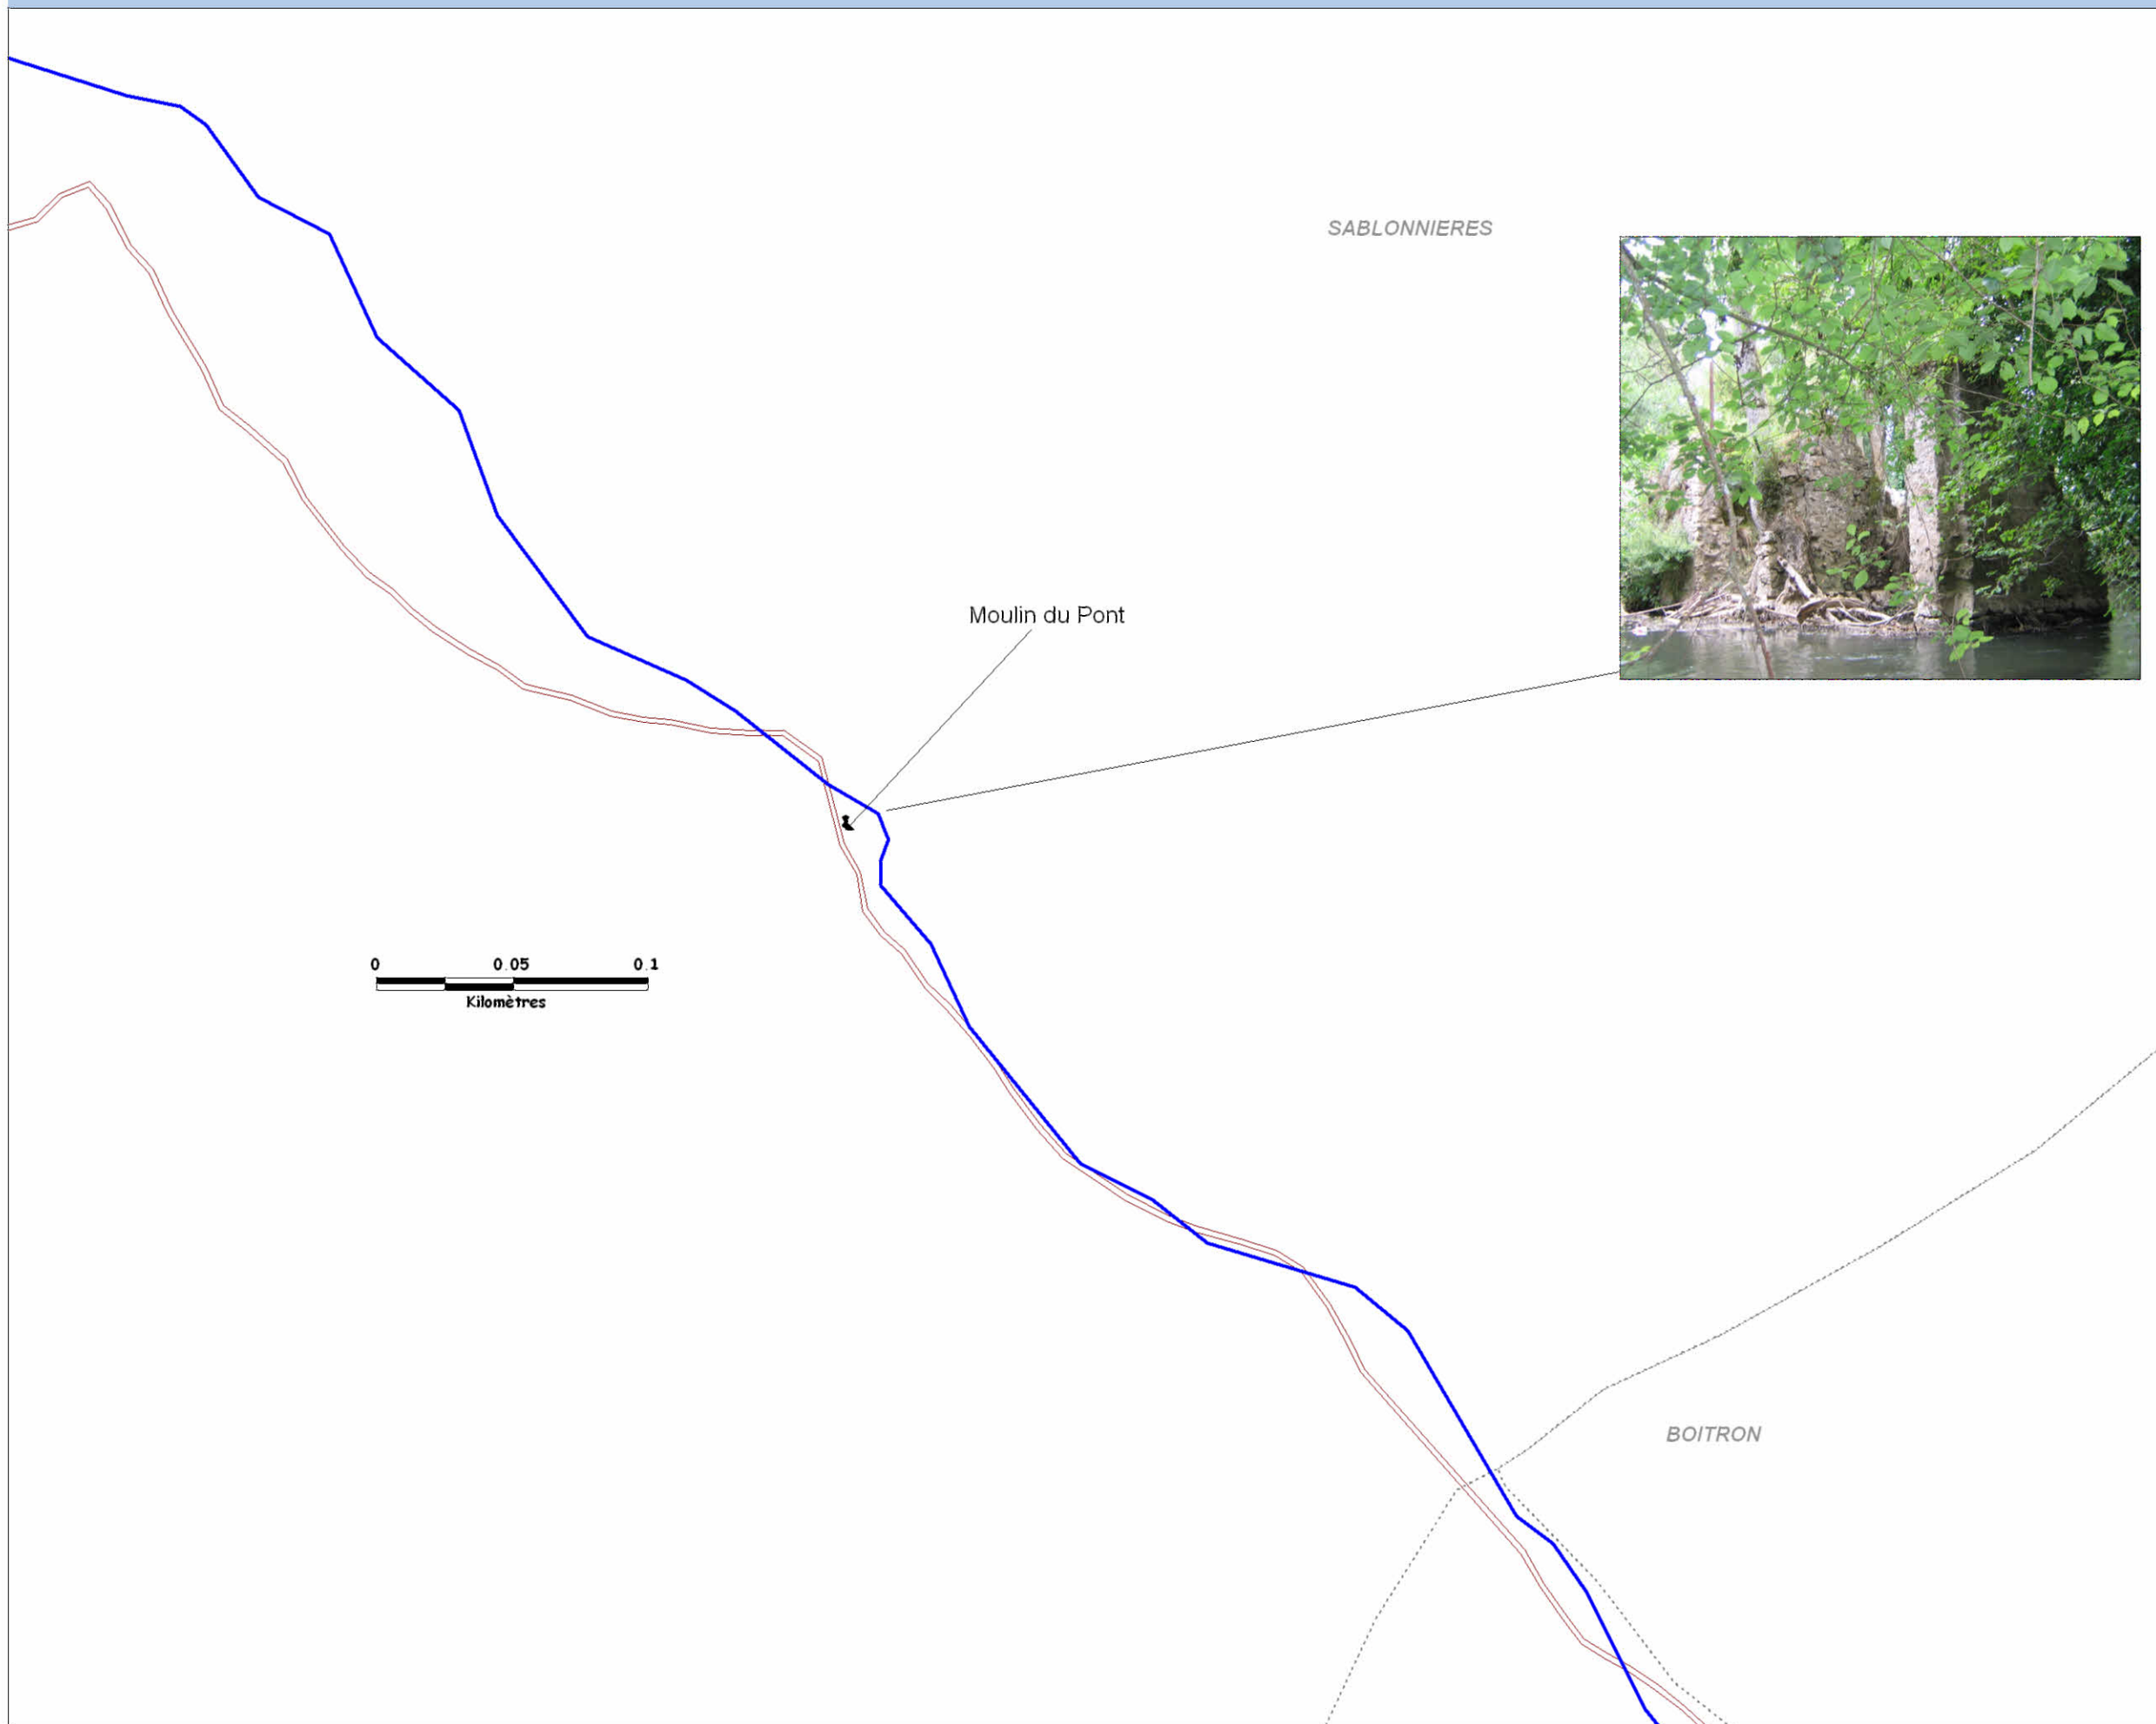 SABLONNIERES
Moulin du Pont
0 0.05 0.1
Kilomètres
BOITRON